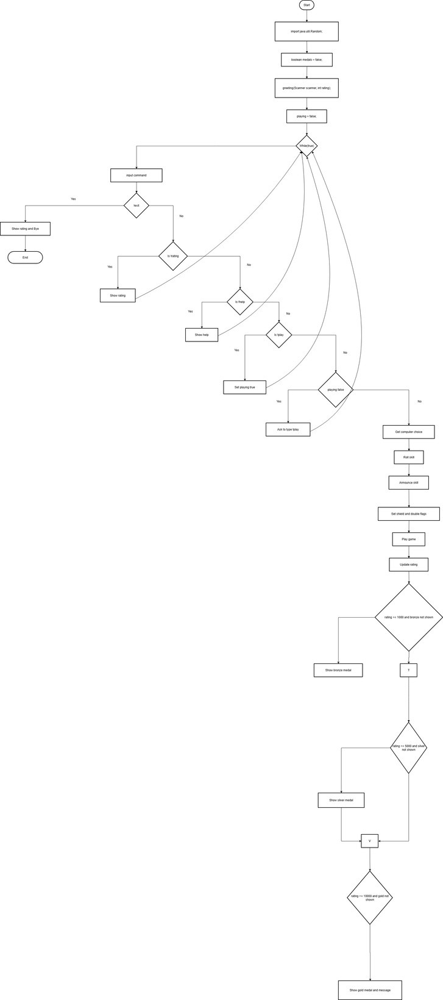 Start
import java.util.Random;
boolean medals = false;
greeting(Scanner scanner, int rating);
playing = false;
While(true)
input command
!exit
Yes
No
Show rating and Bye
End
is !rating
Yes
No
Show rating
is !help
Yes
No
Show help
Is !play
Yes
No
Set playing true
playing false
Yes
No
Ask to type !play
Get computer choice
Roll skill
Announce skill
Set shield and double flags
Play game
Update rating
rating >= 1000 and bronze not shown
Show bronze medal
T
rating >= 5000 and silver
not shown
Show silver medal
V
rating >= 10000 and gold not
shown
Show gold medal and message